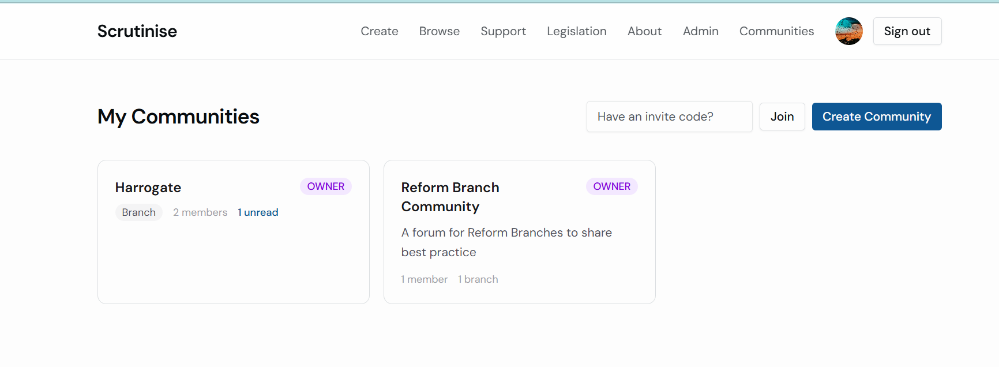 Scrutinise
Create Browse Support Legislation About Admin Communities Sign out
My Communities
Have an invite code? Join Create Community
Harrogate OWNER
Branch 2 members 1 unread
Reform Branch Community OWNER
A forum for Reform Branches to share
best practice
1 member 1 branch